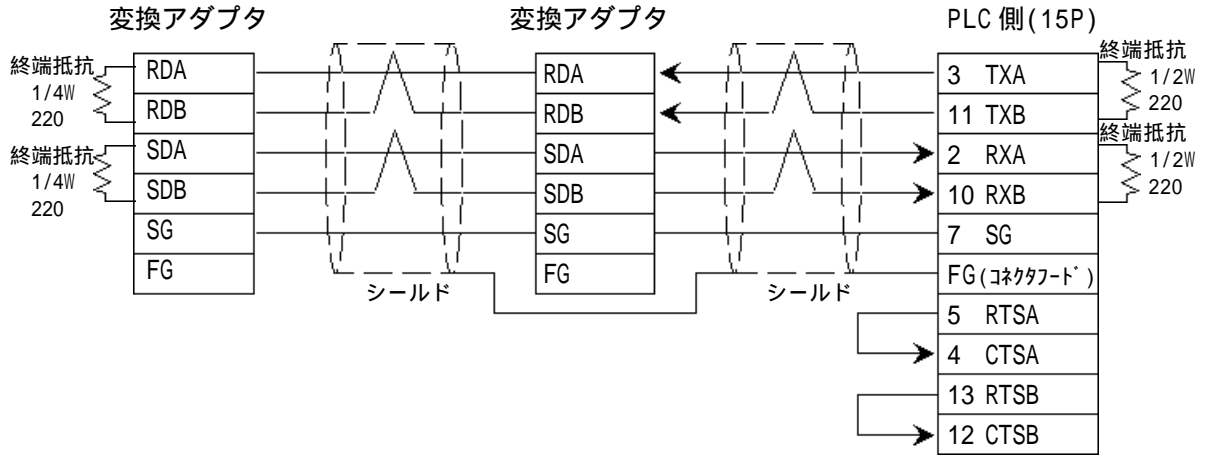 変換アダプタ
変換アダプタ
PLC側(15P)
終端抵抗
1/4W
220
終端抵抗
1/4W
220
RDA
RDB
SDA
SDB
SG
FG
シールド
RDA
RDB
SDA
SDB
SG
FG
シールド
3 TXA
11 TXB
2 RXA
10 RXB
7 SG
FG(ｺﾈｸﾀﾌｰﾄﾞ)
5 RTSA
4 CTSA
13 RTSB
12 CTSB
終端抵抗
1/2W
220
終端抵抗
1/2W
220